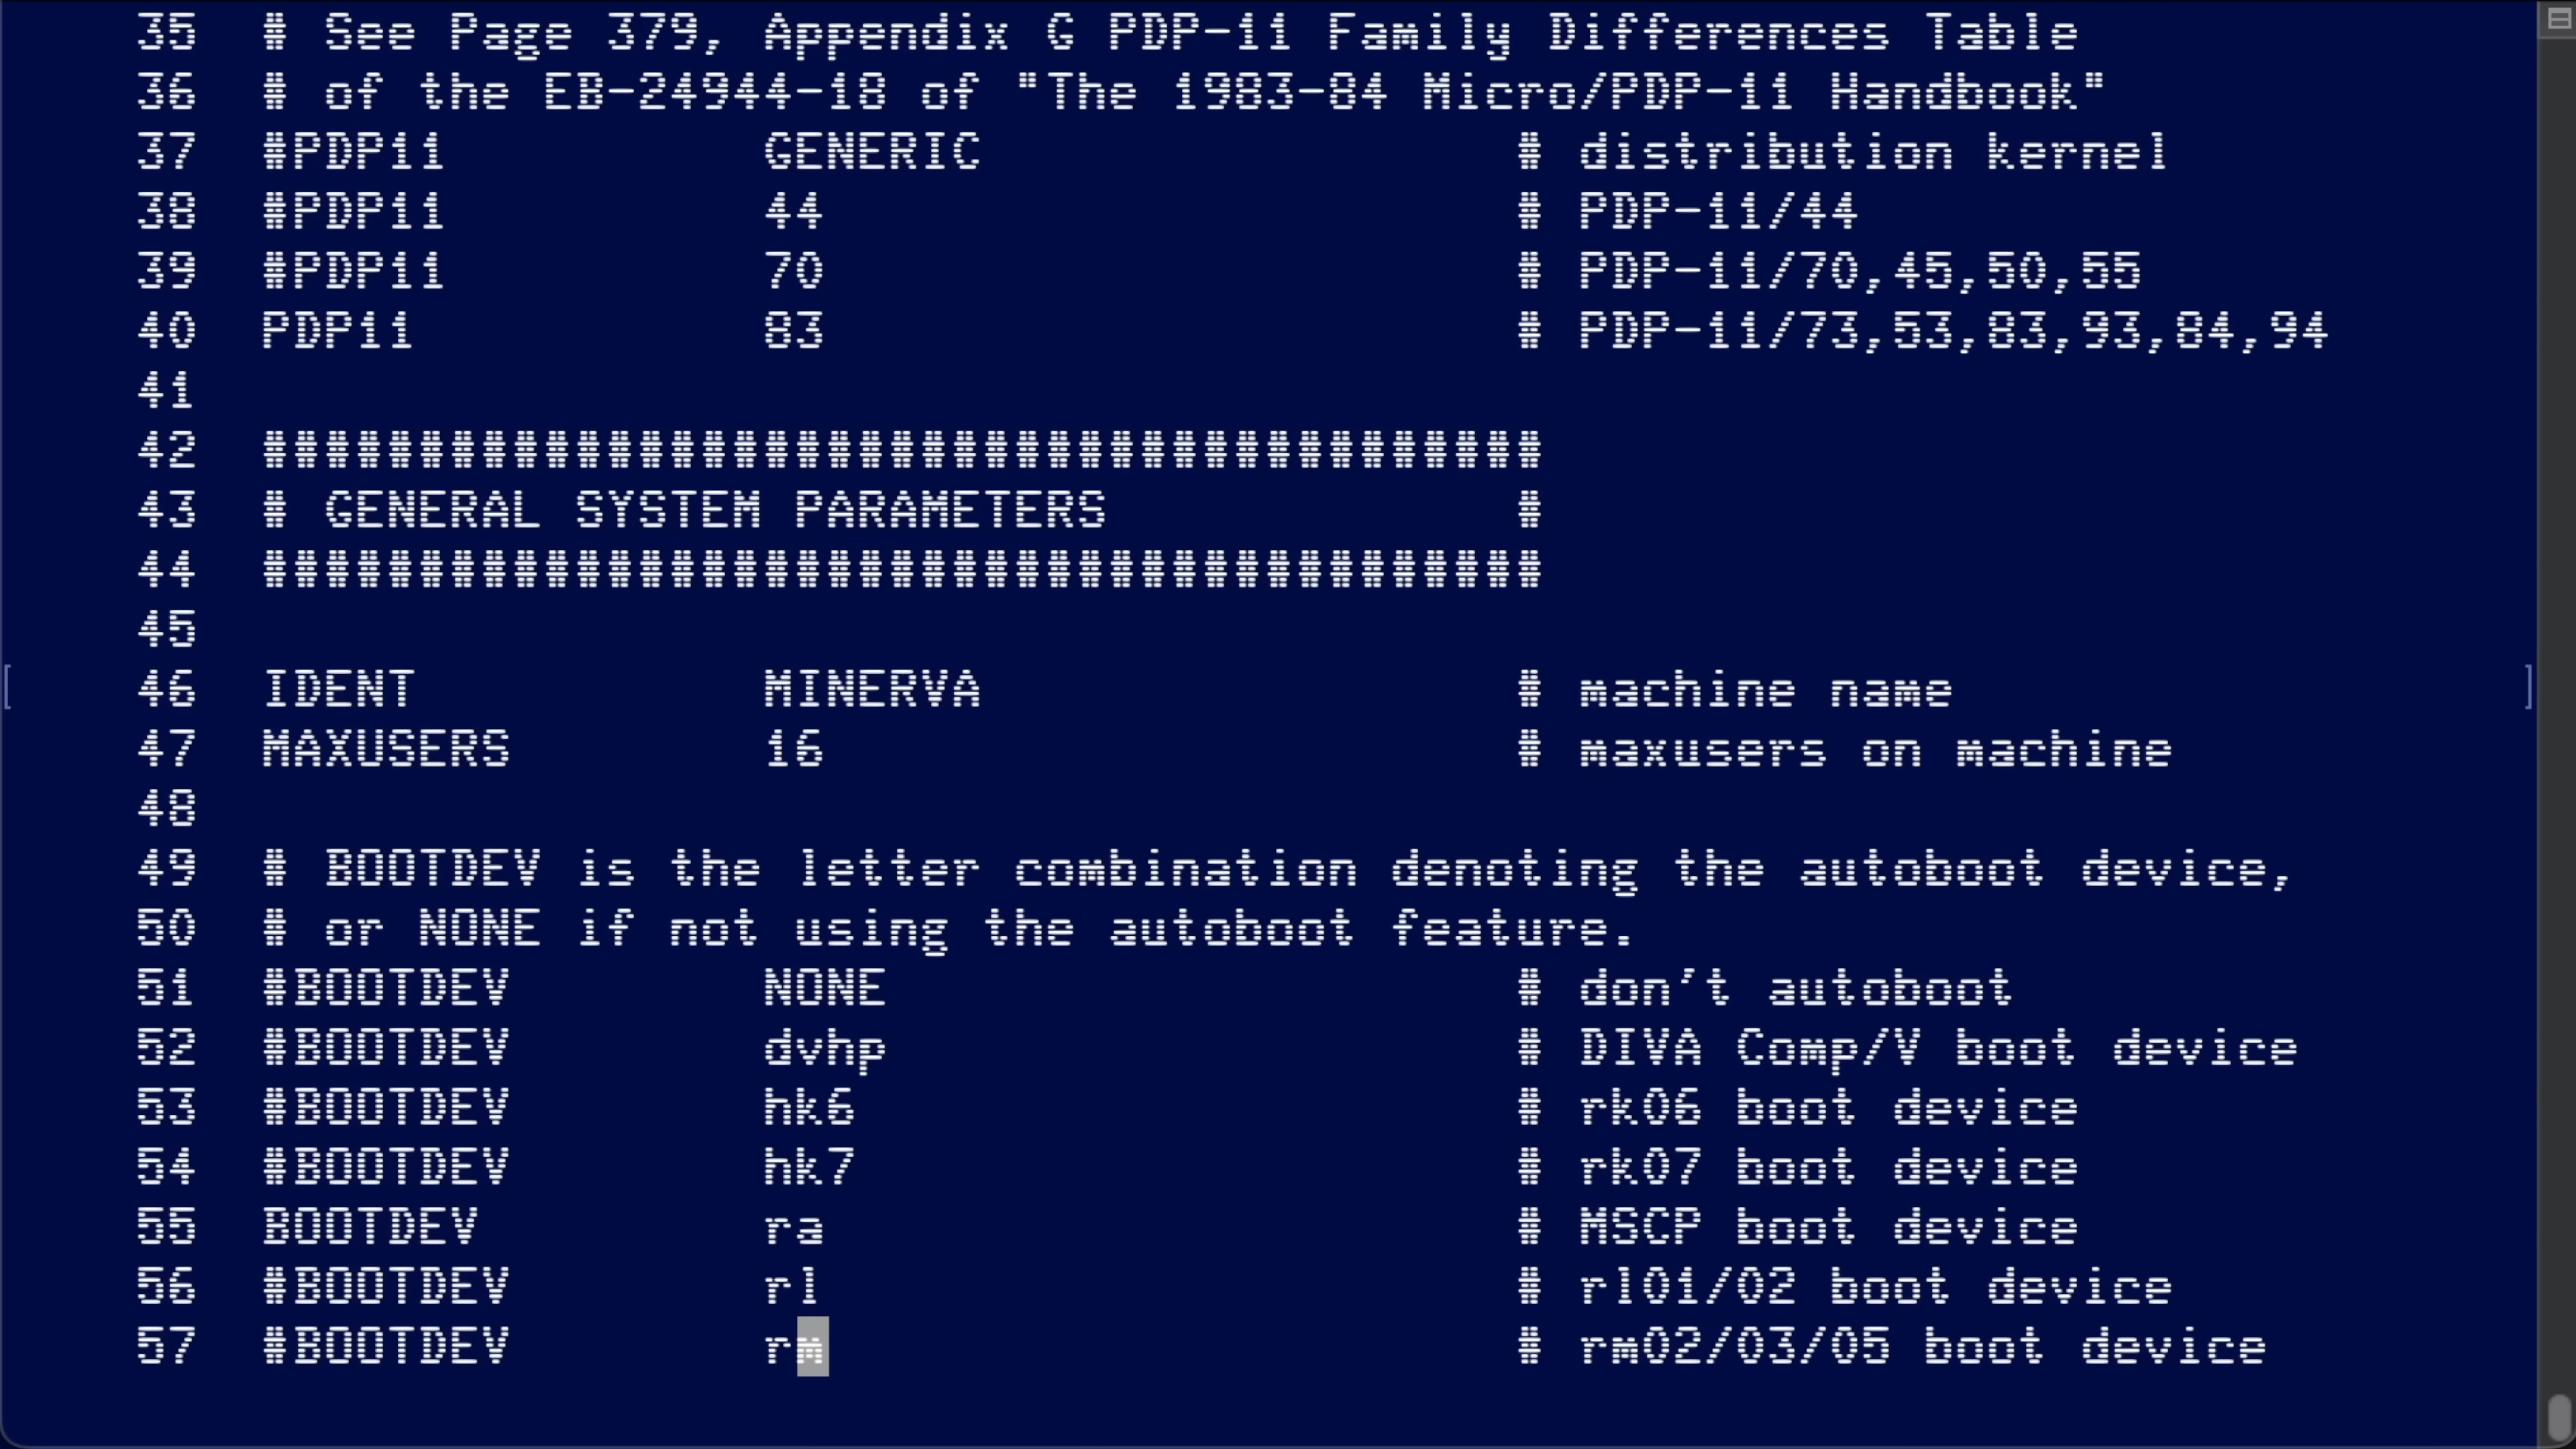 35 # See Page 379, Appendix G PDP-11 Family Differences Table
36 # of the EB-24944-18 of "The 1983-84 Micro/PDP-11 Handbook"
37 #PDP11 GENERIC # distribution kernel
38 #PDP11 44 # PDP-11/44
39 #PDP11 70 # PDP-11/70,45,50,55
40 PDP11 83 # PDP-11/73,53,83,93,84,94
41
42 #########################################
43 # GENERAL SYSTEM PARAMETERS #
44 #########################################
45
46 IDENT MINERVA # machine name
47 MAXUSERS 16 # maxusers on machine
48
49 # BOOTDEV is the letter combination denoting the autoboot device,
50 # or NONE if not using the autoboot feature.
51 #BOOTDEV NONE # don't autoboot
52 #BOOTDEV dvhp # DIVA Comp/V boot device
53 #BOOTDEV hk6 # rk06 boot device
54 #BOOTDEV hk7 # rk07 boot device
55 BOOTDEV ra # MSCP boot device
56 #BOOTDEV rl # rl01/02 boot device
57 #BOOTDEV rm # rm02/03/05 boot device